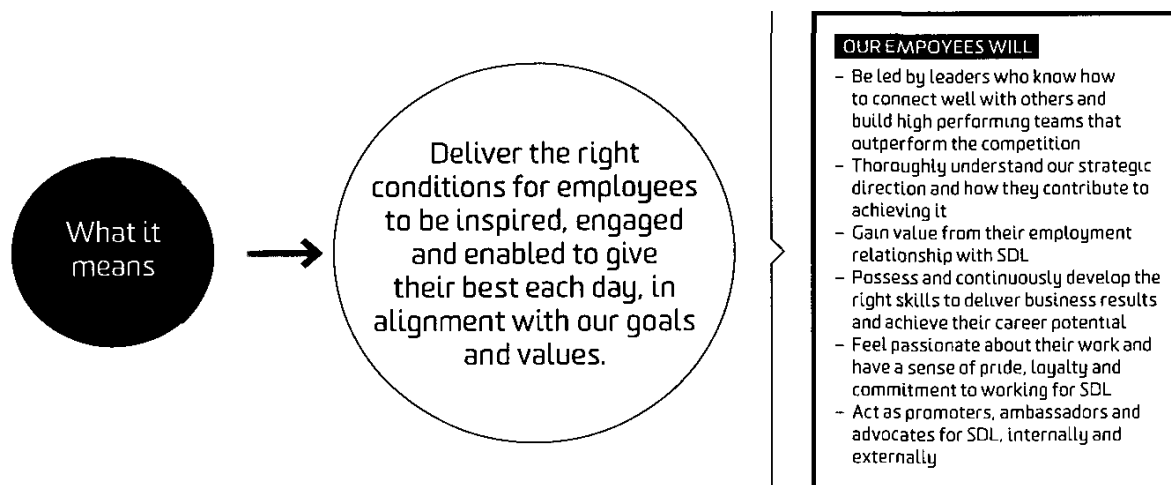 What it
means
Deliver the right
conditions for employees
to be inspired, engaged
and enabled to give
their best each day, in
alignment with our goals
and values.
OUR EMPOYEES WILL
– Be led by leaders who know how
to connect well with others and
build high performing teams that
outperform the competition
– Thoroughly understand our strategic
direction and how they contribute to
achieving it
– Gain value from their employment
relationship with SDL
– Possess and continuously develop the
right skills to deliver business results
and achieve their career potential
– Feel passionate about their work and
have a sense of pride, loyalty and
commitment to working for SDL
– Act as promoters, ambassadors and
advocates for SDL, internally and
externally